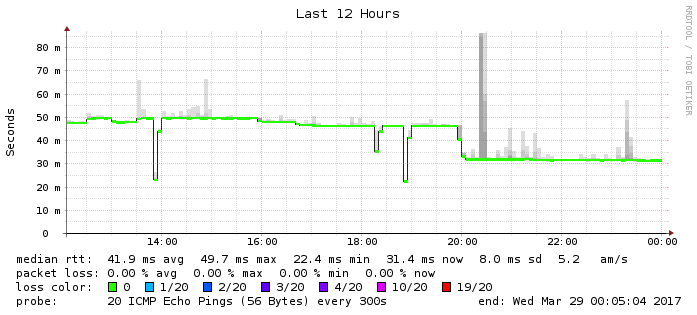 Last 12 Hours
RRDTOOL / TOBI OETIKER
Seconds
80 m
70 m
60 m
50 m
40 m
30 m
20 m
10 m
0
14:00 16:00 18:00 20:00 22:00 00:00
median rtt: 41.9 ms avg 49.7 ms max 22.4 ms min 31.4 ms now 8.0 ms sd 5.2 am/s
packet loss: 0.00 % avg 0.00 % max 0.00 % min 0.00 % now
loss color: 0 1/20 2/20 3/20 4/20 10/20 19/20
probe: 20 ICMP Echo Pings (56 Bytes) every 300s end: Wed Mar 29 00:05:04 2017